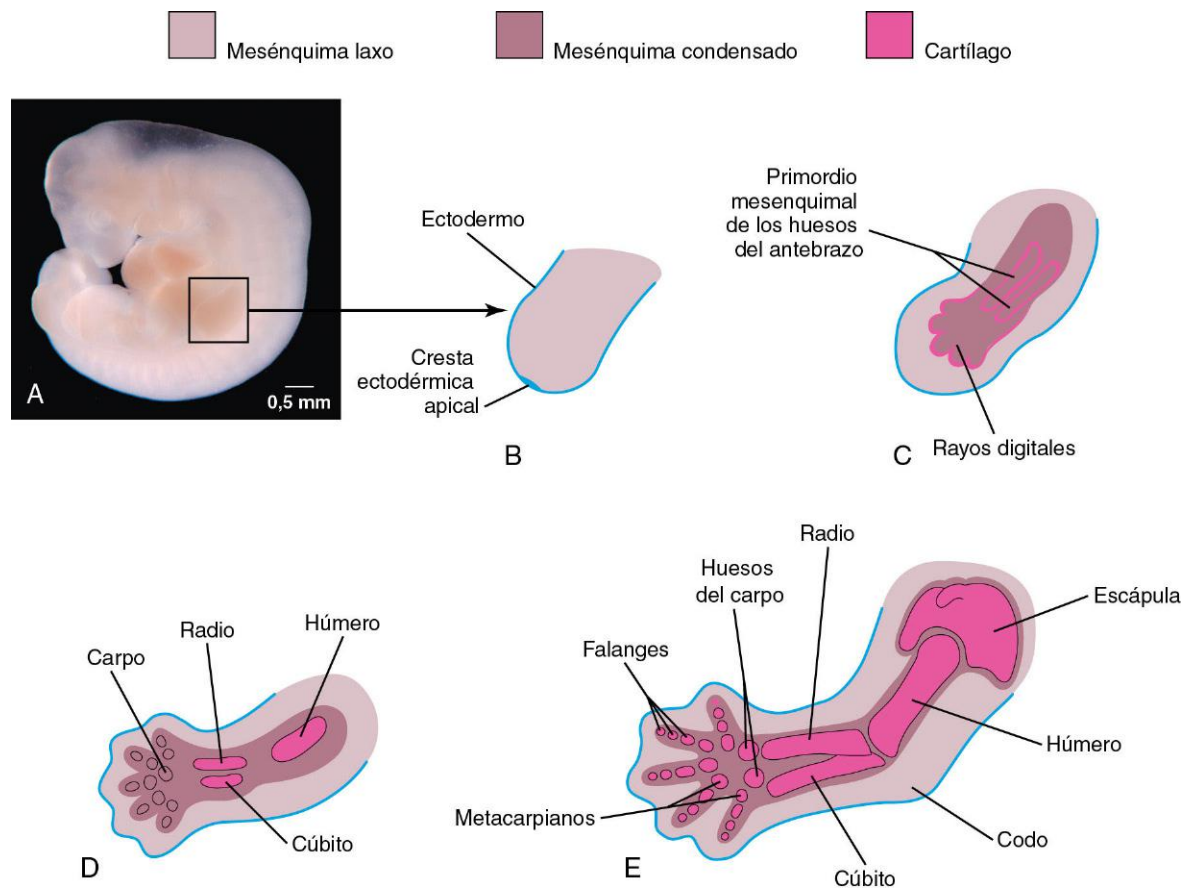 Mesénquima laxo
Mesénquima condensado
Cartílago
A
0,5 mm
Ectodermo
Cresta
ectodérmica
apical
B
Primordio
mesenquimal
de los huesos
del antebrazo
Rayos digitales
C
Carpo
Radio
Húmero
Cúbito
D
Falanges
Huesos
del carpo
Radio
Escápula
Húmero
Metacarpianos
Codo
Cúbito
E